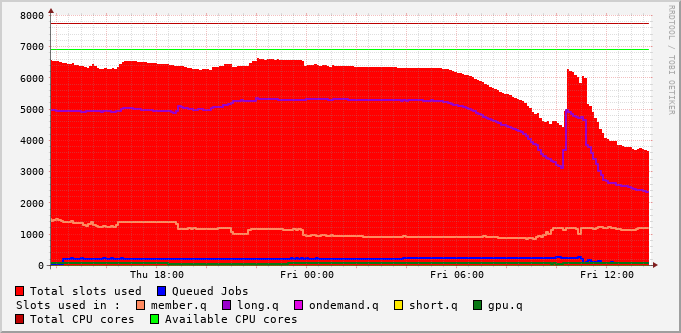 8000
7000
6000
5000
4000
3000
2000
1000
0
Thu 18:00 Fri 00:00 Fri 06:00 Fri 12:00
RRDTOOL / TOBI OETIKER
Total slots used Queued Jobs
Slots used in : member.q long.q ondemand.q short.q gpu.q
Total CPU cores Available CPU cores